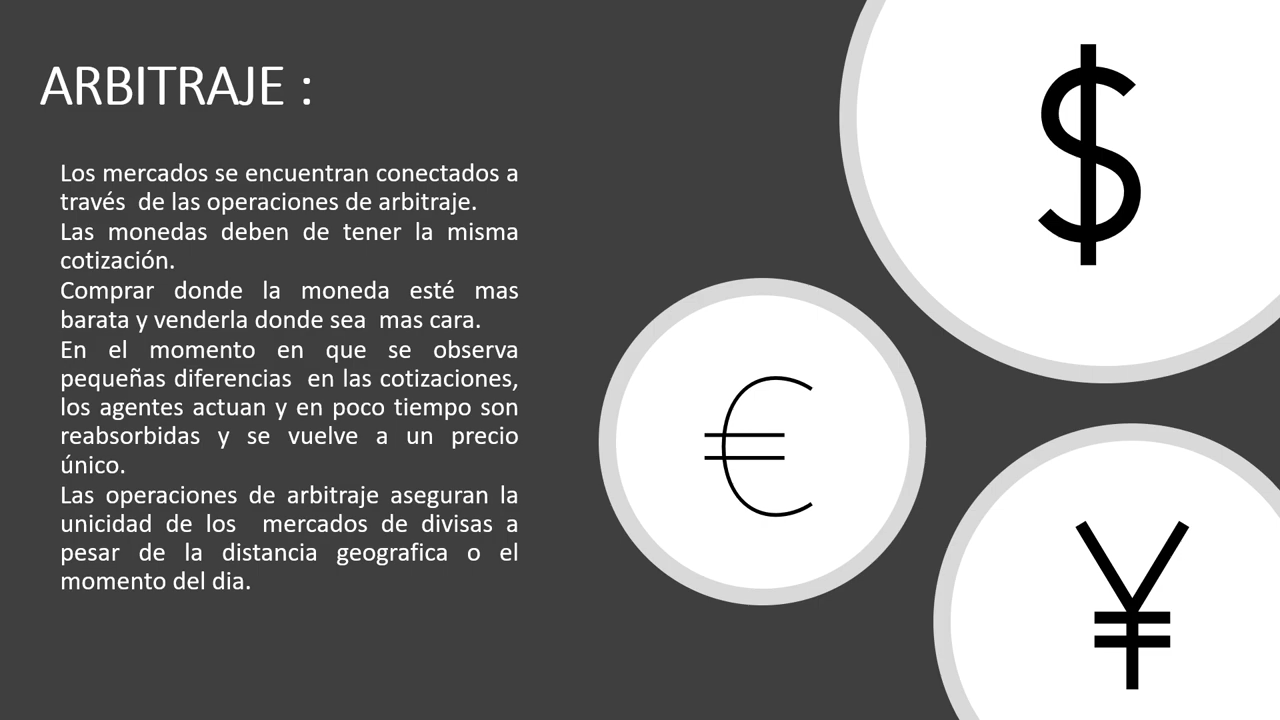 ARBITRAJE :
Los mercados se encuentran conectados a
través  de las operaciones de arbitraje.
Las monedas deben de tener la misma
cotización.
Comprar donde la moneda esté mas
barata y venderla donde sea  mas cara.
En el momento en que se observa
pequeñas diferencias  en las cotizaciones,
los agentes actuan y en poco tiempo son
reabsorbidas y se vuelve a un precio
único.
Las operaciones de arbitraje aseguran la
unicidad de los  mercados de divisas a
pesar de la distancia geografica o el
momento del dia.
$
€
¥